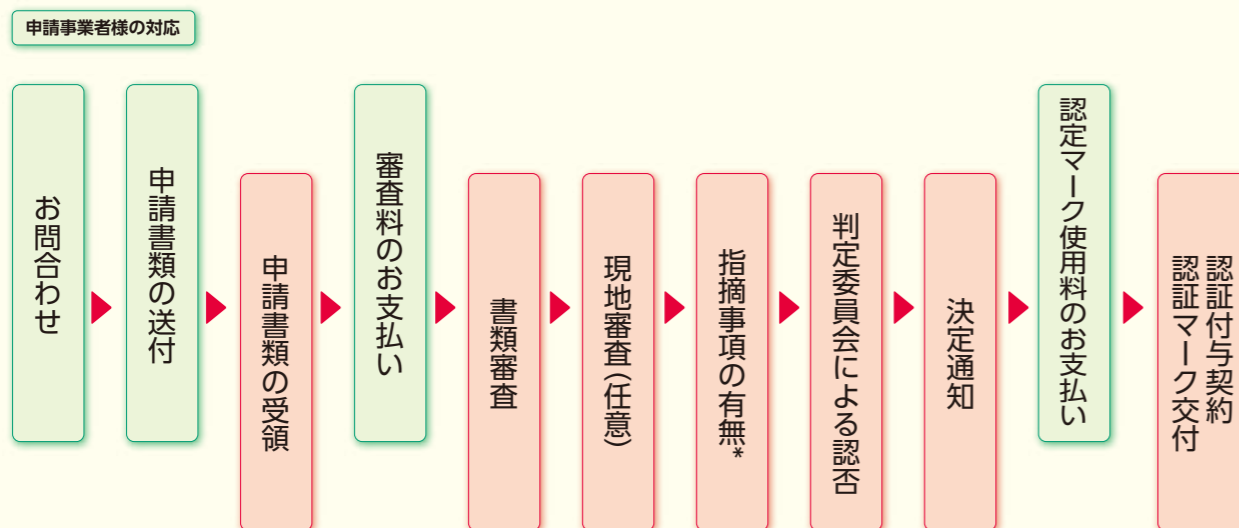 申請事業者様の対応
お問合わせ
申請書類の送付
申請書類の受領
審査料のお支払い
書類審査
現地審査(任意)
指摘事項の有無*
判定委員会による認否
決定通知
認定マーク使用料のお支払い
認証付与契約
認証マーク交付